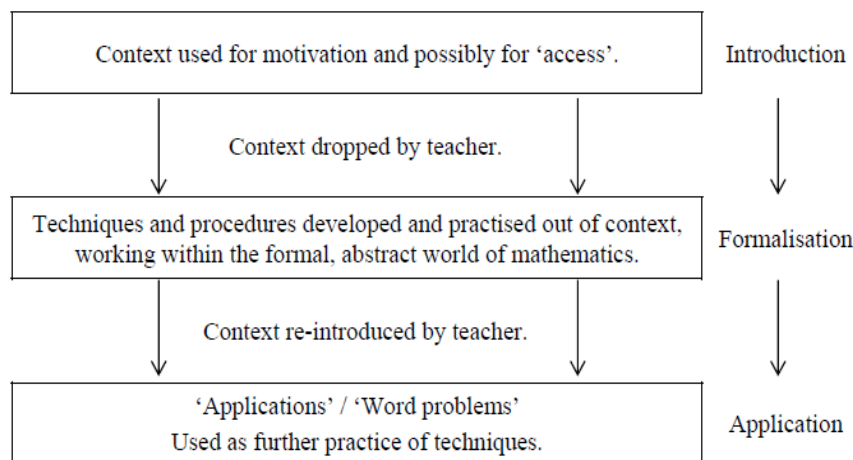 Context used for motivation and possibly for ‘access’.
Introduction
Context dropped by teacher.
Techniques and procedures developed and practised out of context,
working within the formal, abstract world of mathematics.
Formalisation
Context re-introduced by teacher.
‘Applications’ / ‘Word problems’
Used as further practice of techniques.
Application